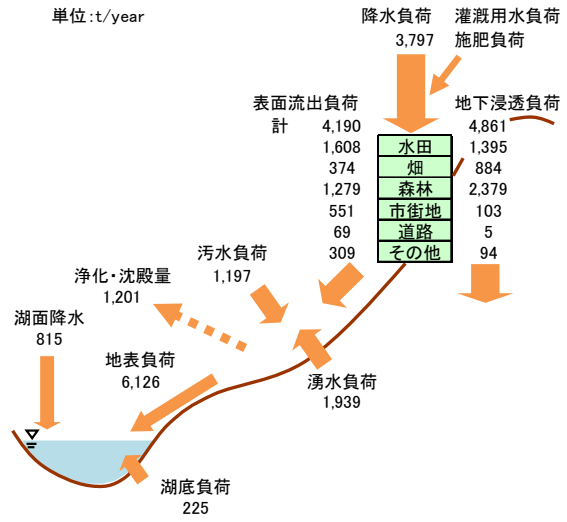 単位:t/year
降水負荷
3,797
灌漑用水負荷
施肥負荷
表面流出負荷
計 4,190
地下浸透負荷
4,861
1,608 水田 1,395
374 畑 884
1,279 森林 2,379
551 市街地 103
69 道路 5
309 その他 94
汚水負荷
1,197
浄化・沈殿量
1,201
湖面降水
815
地表負荷
6,126
湧水負荷
1,939
湖底負荷
225